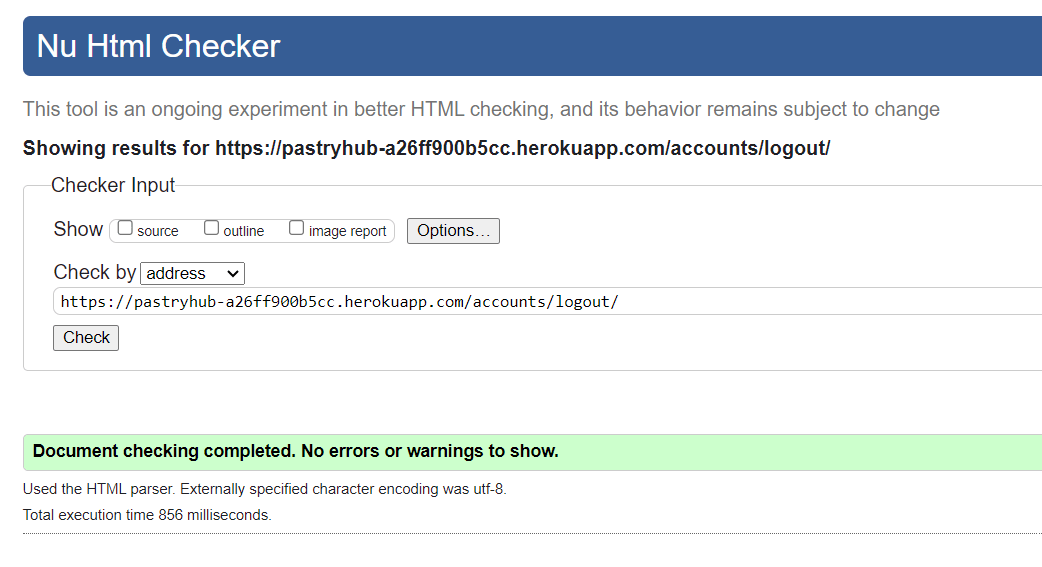 Nu Html Checker
This tool is an ongoing experiment in better HTML checking, and its behavior remains subject to change
Showing results for https://pastryhub-a26ff900b5cc.herokuapp.com/accounts/logout/
Checker Input
Show source outline image report Options...
Check by address
https://pastryhub-a26ff900b5cc.herokuapp.com/accounts/logout/
Check
Document checking completed. No errors or warnings to show.
Used the HTML parser. Externally specified character encoding was utf-8.
Total execution time 856 milliseconds.